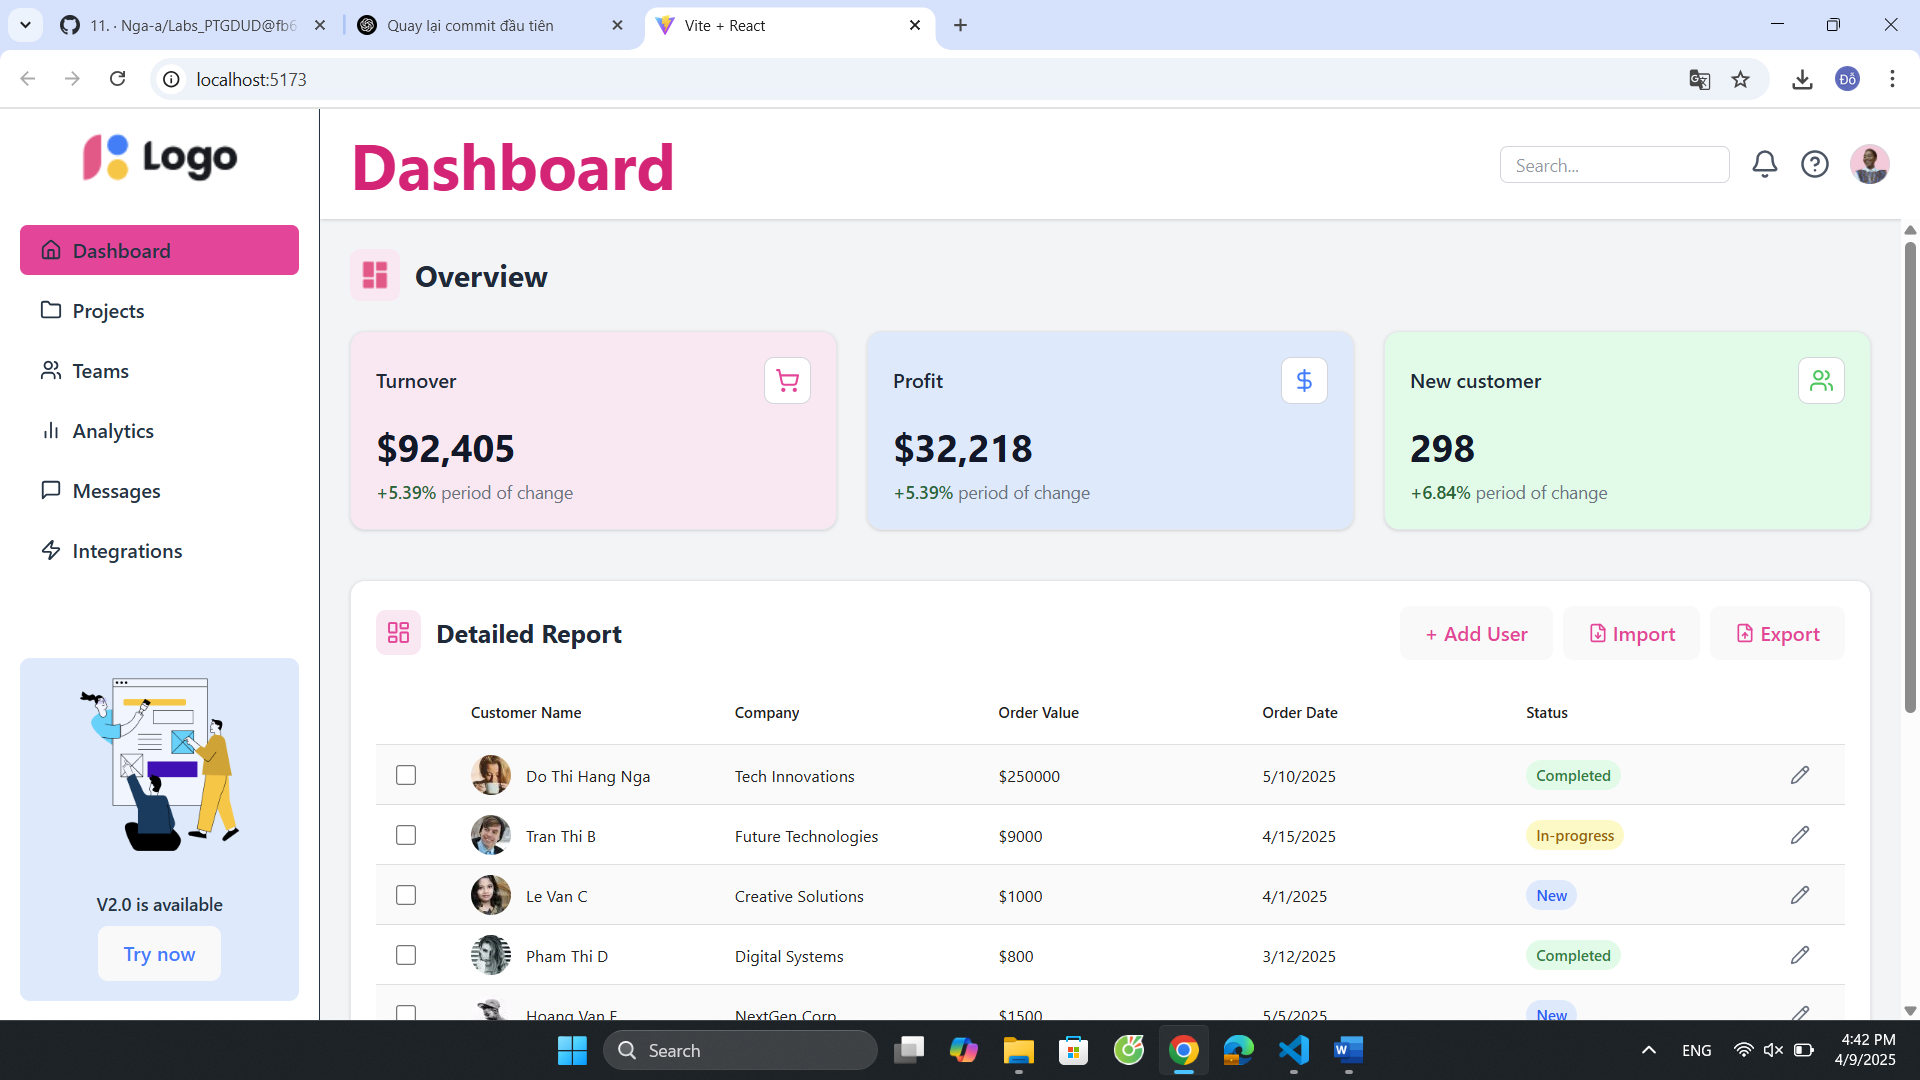 11. · Nga-a/Labs_PTGDUD@fb6
Quay lại commit đầu tiên
Vite + React
localhost:5173
Đỗ
Logo
Dashboard
Search...
Dashboard
Projects
Teams
Analytics
Messages
Integrations
V2.0 is available
Try now
Overview
Turnover
$92,405
+5.39% period of change
Profit
$32,218
+5.39% period of change
New customer
298
+6.84% period of change
Detailed Report
+ Add User
Import
Export
Customer Name Company Order Value Order Date Status
Do Thi Hang Nga Tech Innovations $250000 5/10/2025 Completed
Tran Thi B Future Technologies $9000 4/15/2025 In-progress
Le Van C Creative Solutions $1000 4/1/2025 New
Pham Thi D Digital Systems $800 3/12/2025 Completed
Hoang Van E NextGen Corp $1500 5/5/2025 New
Search
ENG
4:42 PM
4/9/2025